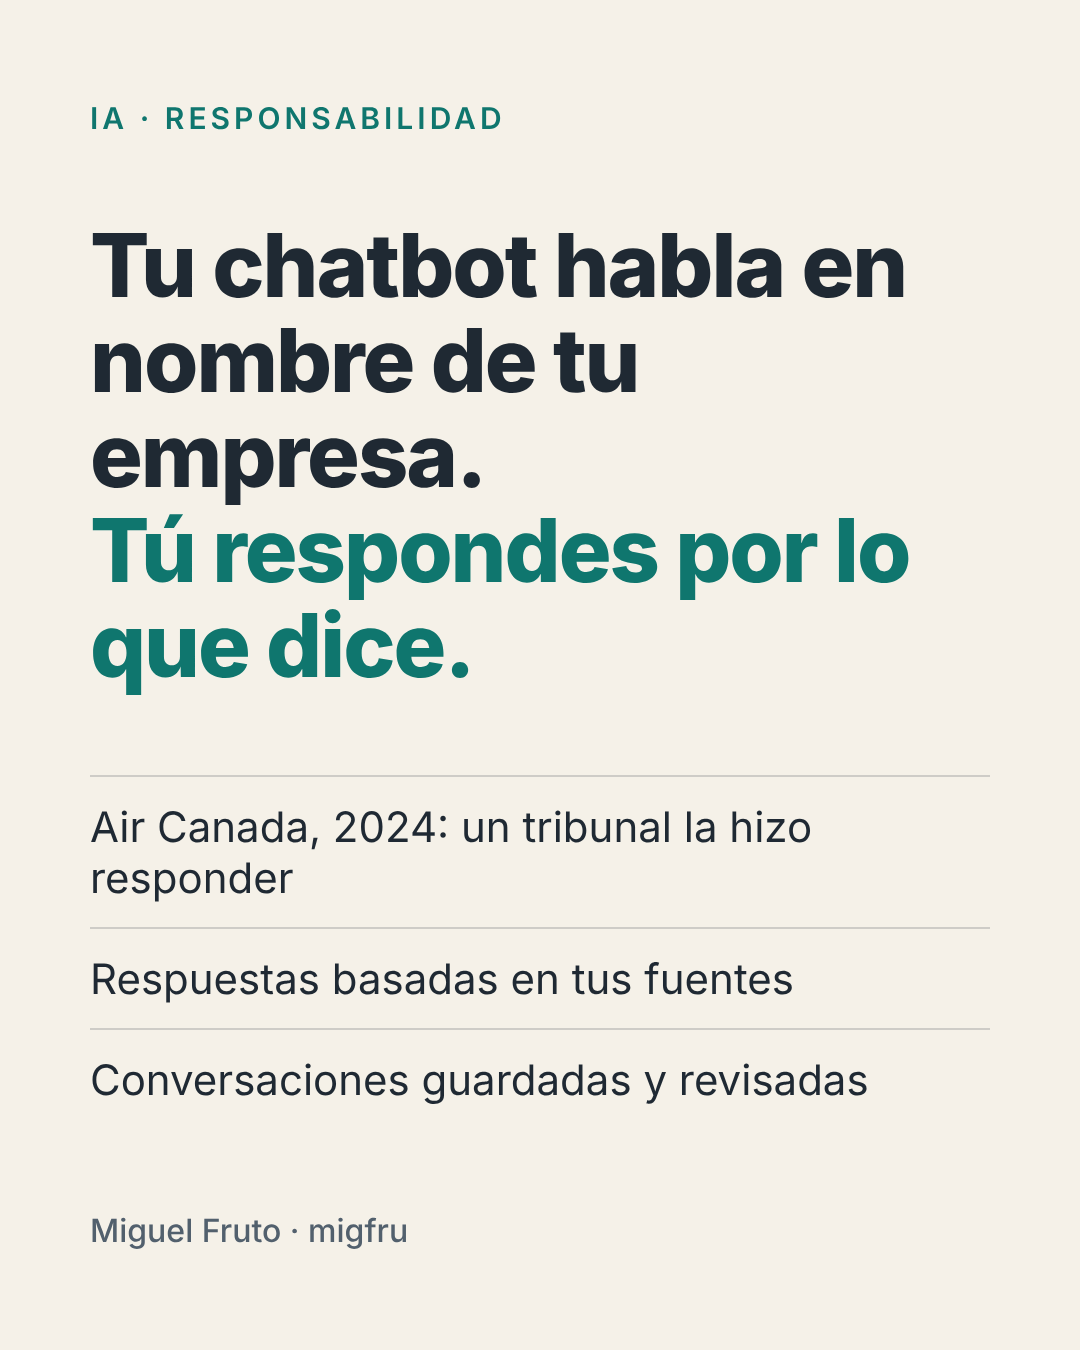 IA · RESPONSABILIDAD
Tu chatbot habla en
nombre de tu
empresa.
Tú respondes por lo
que dice.
Air Canada, 2024: un tribunal la hizo
responder
Respuestas basadas en tus fuentes
Conversaciones guardadas y revisadas
Miguel Fruto · migfru